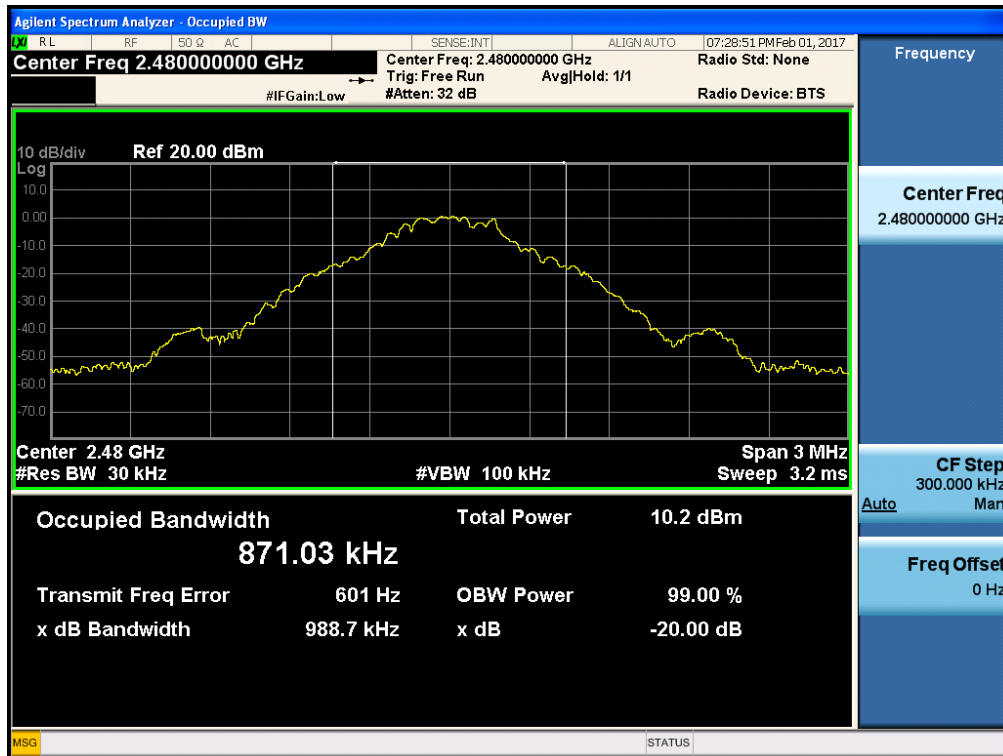 Agilent Spectrum Analyzer - Occupied BW
LXI RL RF 50 Ω AC SENSE:INT ALIGN AUTO 07:28:51 PM Feb 01, 2017
Center Freq 2.480000000 GHz
Center Freq: 2.480000000 GHz
Radio Std: None
Trig: Free Run Avg|Hold: 1/1
#IFGain:Low
#Atten: 32 dB
Radio Device: BTS
10 dB/div Ref 20.00 dBm
Log
10.0
0.00
-10.0
-20.0
-30.0
-40.0
-50.0
-60.0
-70.0
Center 2.48 GHz Span 3 MHz
#Res BW 30 kHz #VBW 100 kHz Sweep 3.2 ms
Occupied Bandwidth Total Power 10.2 dBm
871.03 kHz
Transmit Freq Error 601 Hz OBW Power 99.00 %
x dB Bandwidth 988.7 kHz x dB -20.00 dB
MSG STATUS
Frequency
Center Freq
2.480000000 GHz
CF Step
300.000 kHz
Auto Man
Freq Offset
0 Hz